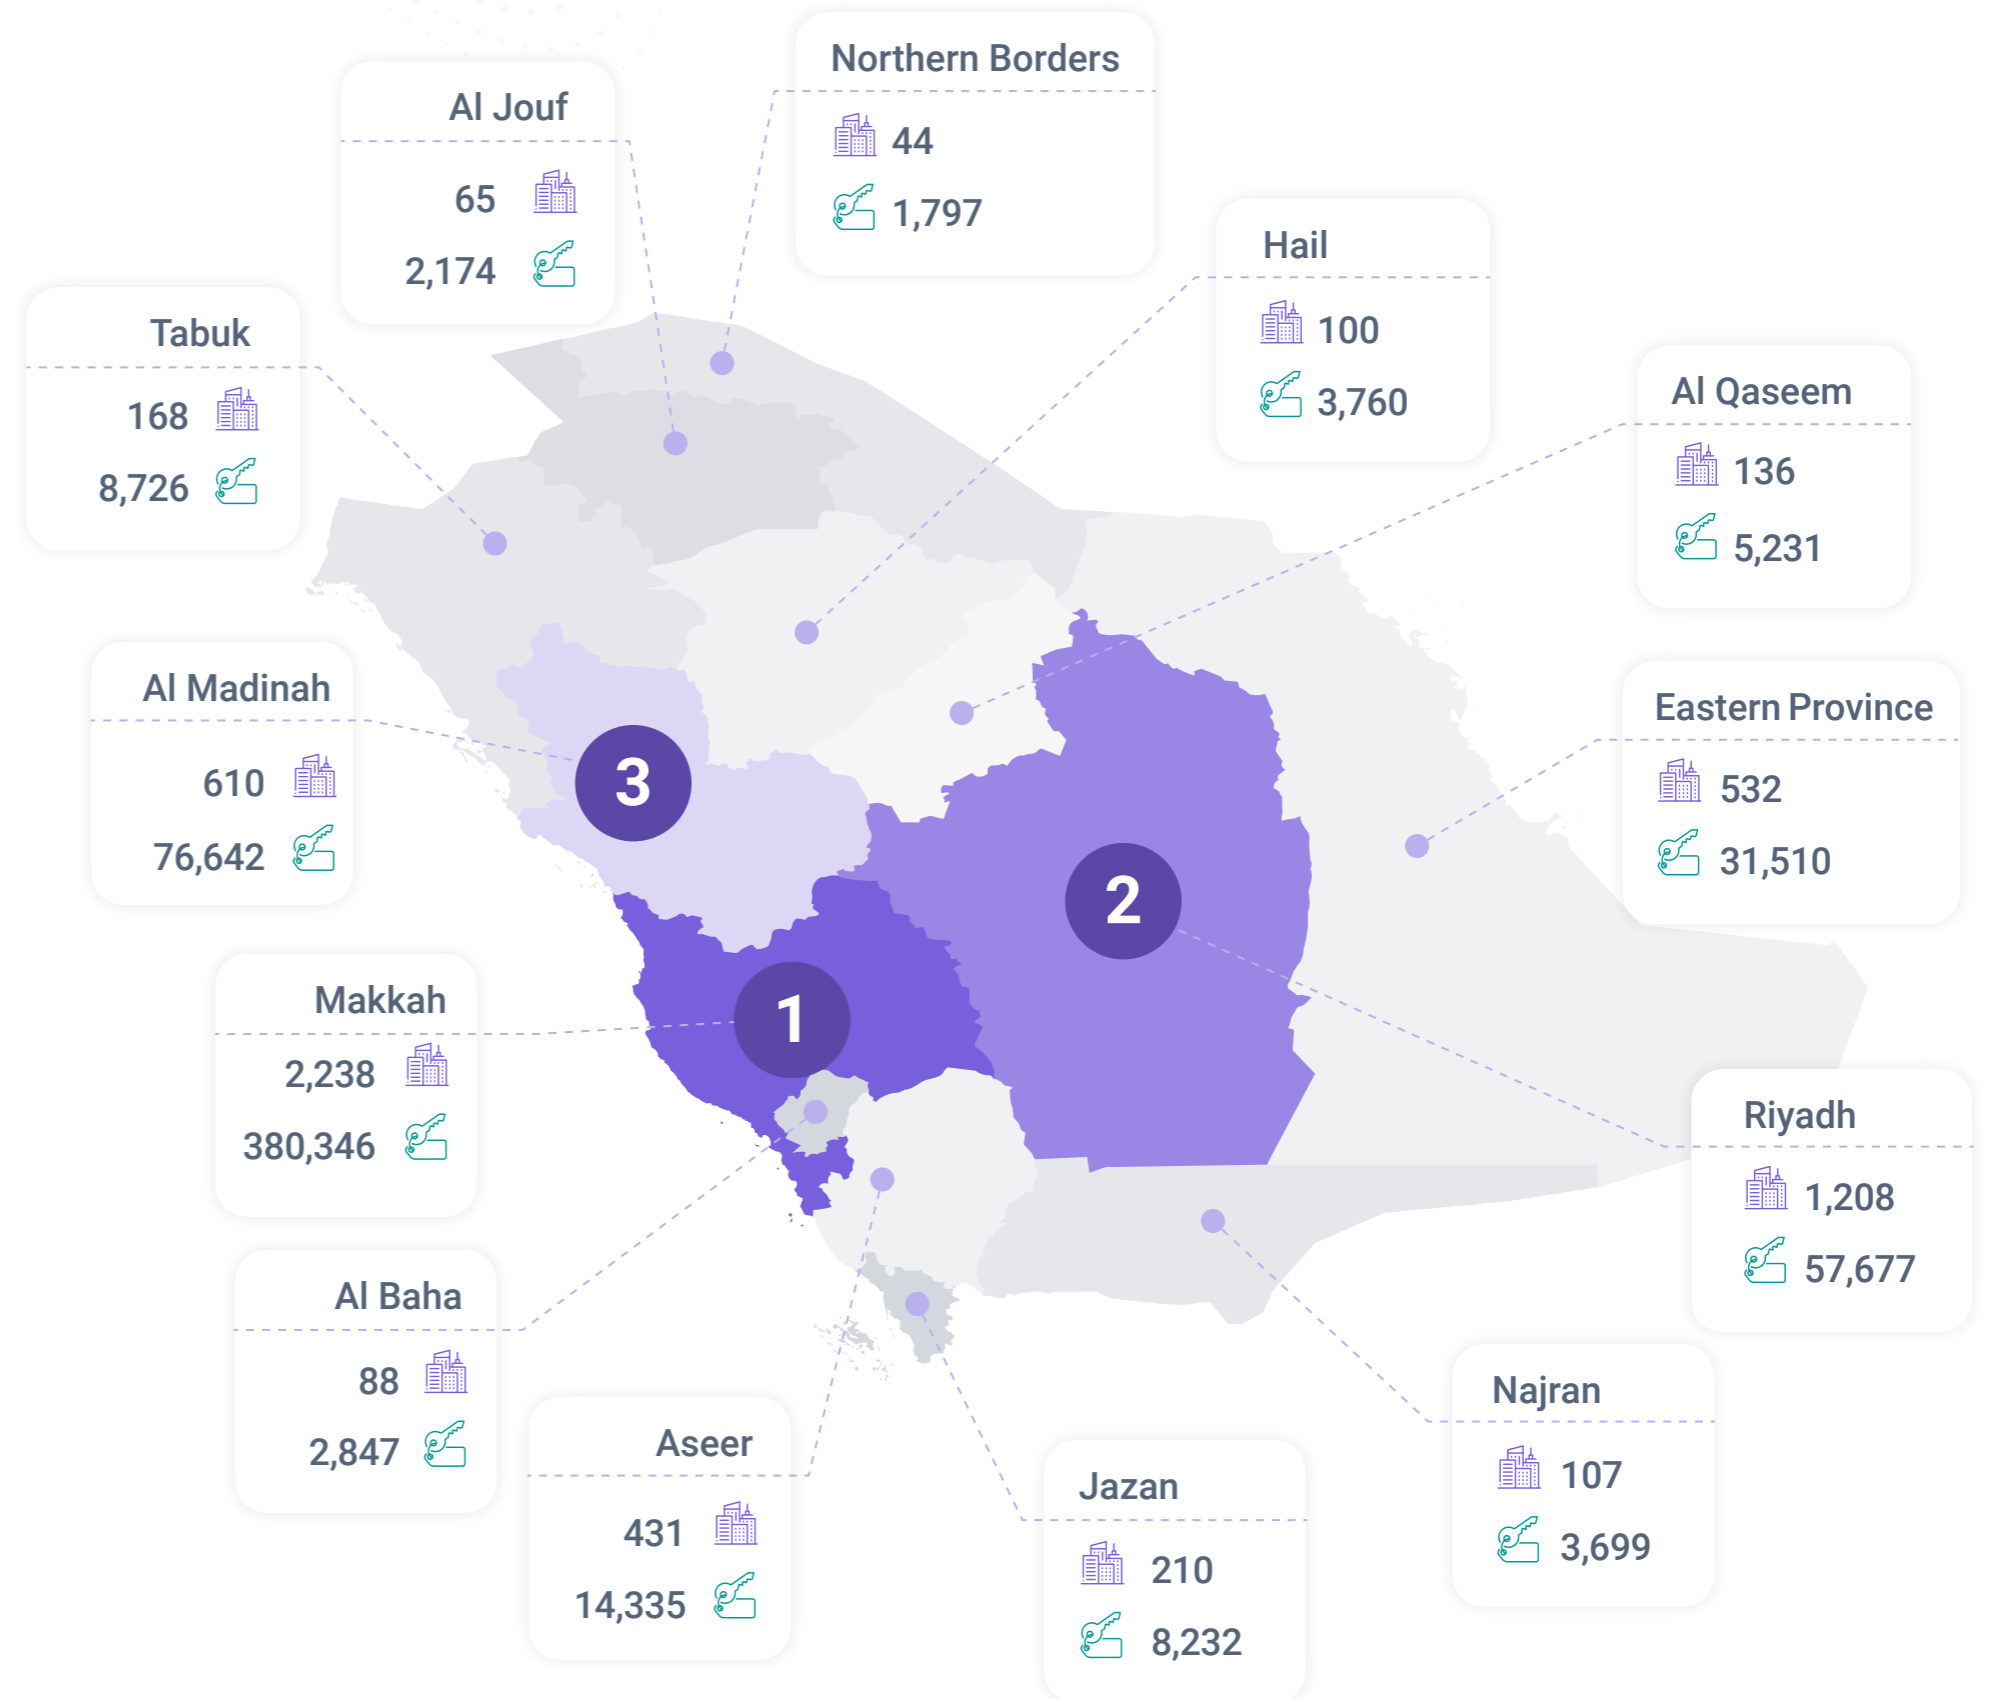 Northern Borders
44
1,797
Al Jouf
65
2,174
Hail
100
3,760
Tabuk
168
8,726
Al Qaseem
136
5,231
Al Madinah
610
76,642
3
Eastern Province
532
31,510
2
Makkah
2,238
380,346
1
Riyadh
1,208
57,677
Al Baha
88
2,847
Aseer
431
14,335
Jazan
210
8,232
Najran
107
3,699